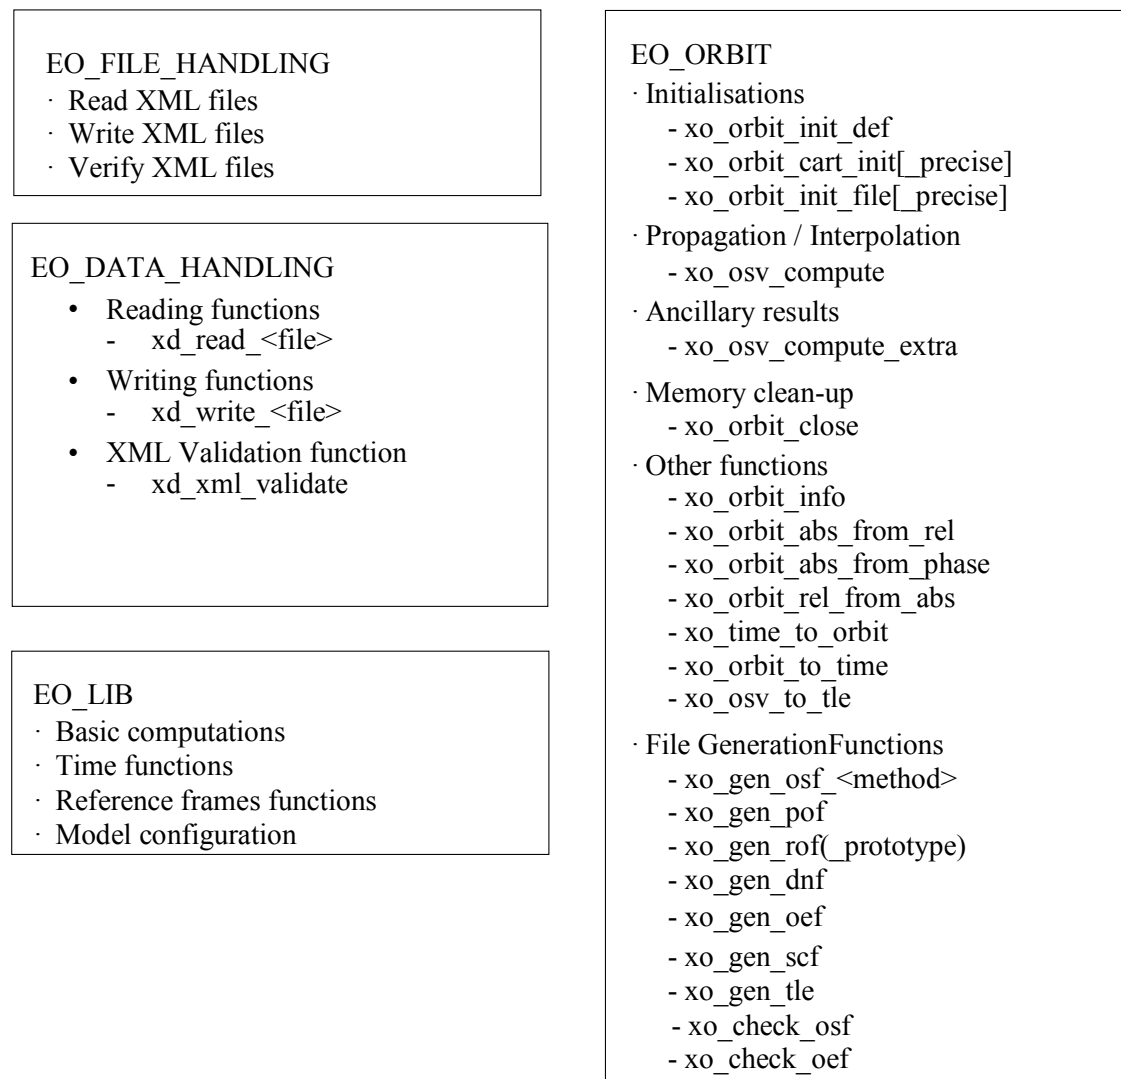 EO_FILE_HANDLING
· Read XML files
· Write XML files
· Verify XML files
EO_DATA_HANDLING
• Reading functions
- xd_read_<file>
• Writing functions
- xd_write_<file>
• XML Validation function
- xd_xml_validate
EO_LIB
· Basic computations
· Time functions
· Reference frames functions
· Model configuration
EO_ORBIT
· Initialisations
- xo_orbit_init_def
- xo_orbit_cart_init[_precise]
- xo_orbit_init_file[_precise]
· Propagation / Interpolation
- xo_osv_compute
· Ancillary results
- xo_osv_compute_extra
· Memory clean-up
- xo_orbit_close
· Other functions
- xo_orbit_info
- xo_orbit_abs_from_rel
- xo_orbit_abs_from_phase
- xo_orbit_rel_from_abs
- xo_time_to_orbit
- xo_orbit_to_time
- xo_osv_to_tle
· File GenerationFunctions
- xo_gen_osf_<method>
- xo_gen_pof
- xo_gen_rof(_prototype)
- xo_gen_dnf
- xo_gen_oef
- xo_gen_scf
- xo_gen_tle
- xo_check_osf
- xo_check_oef